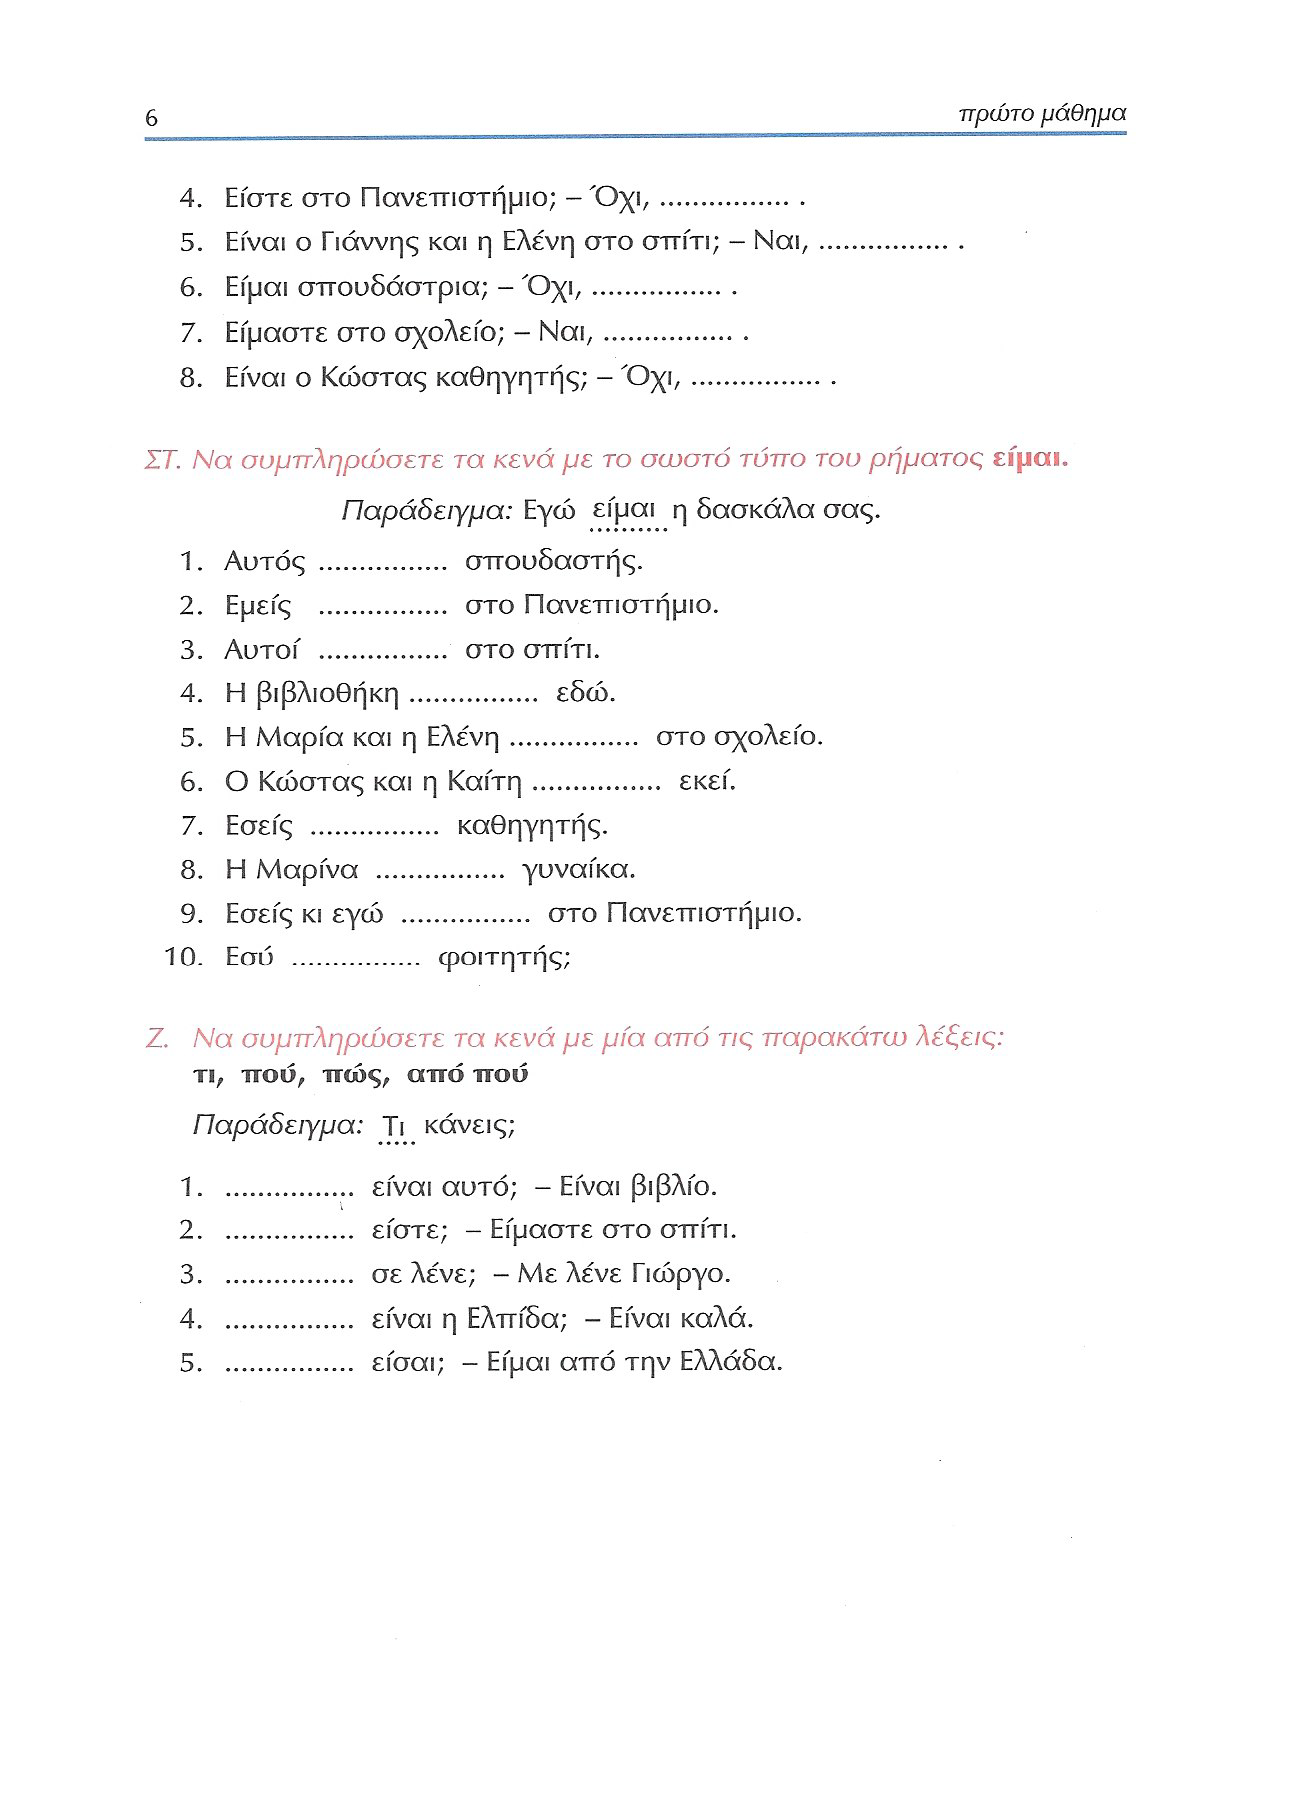 6 πρώτο μάθημα
4. Είστε στο Πανεπιστήμιο; – Όχι, ................ .
5. Είναι ο Γιάννης και η Ελένη στο σπίτι; – Ναι, ................ .
6. Είμαι σπουδάστρια; – Όχι, ................ .
7. Είμαστε στο σχολείο; – Ναι, ................ .
8. Είναι ο Κώστας καθηγητής; – Όχι, ................ .
ΣΤ. Να συμπληρώσετε τα κενά με το σωστό τύπο του ρήματος είμαι.
Παράδειγμα: Εγώ είμαι η δασκάλα σας.
1. Αυτός ................ σπουδαστής.
2. Εμείς ................ στο Πανεπιστήμιο.
3. Αυτοί ................ στο σπίτι.
4. Η βιβλιοθήκη ................ εδώ.
5. Η Μαρία και η Ελένη ................ στο σχολείο.
6. Ο Κώστας και η Καίτη ................ εκεί.
7. Εσείς ................ καθηγητής.
8. Η Μαρίνα ................ γυναίκα.
9. Εσείς κι εγώ ................ στο Πανεπιστήμιο.
10. Εσύ ................ φοιτητής;
Ζ. Να συμπληρώσετε τα κενά με μία από τις παρακάτω λέξεις:
τι, πού, πώς, από πού
Παράδειγμα: Τι κάνεις;
1. ................ είναι αυτό; – Είναι βιβλίο.
2. ................ είστε; – Είμαστε στο σπίτι.
3. ................ σε λένε; – Με λένε Γιώργο.
4. ................ είναι η Ελπίδα; – Είναι καλά.
5. ................ είσαι; – Είμαι από την Ελλάδα.